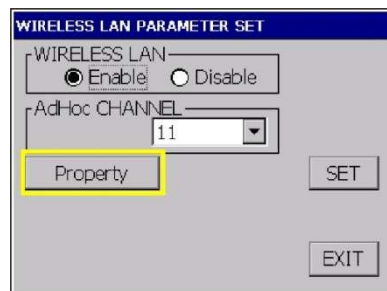 WIRELESS LAN PARAMETER SET
WIRELESS LAN
Enable Disable
AdHoc CHANNEL
11
Property SET
EXIT